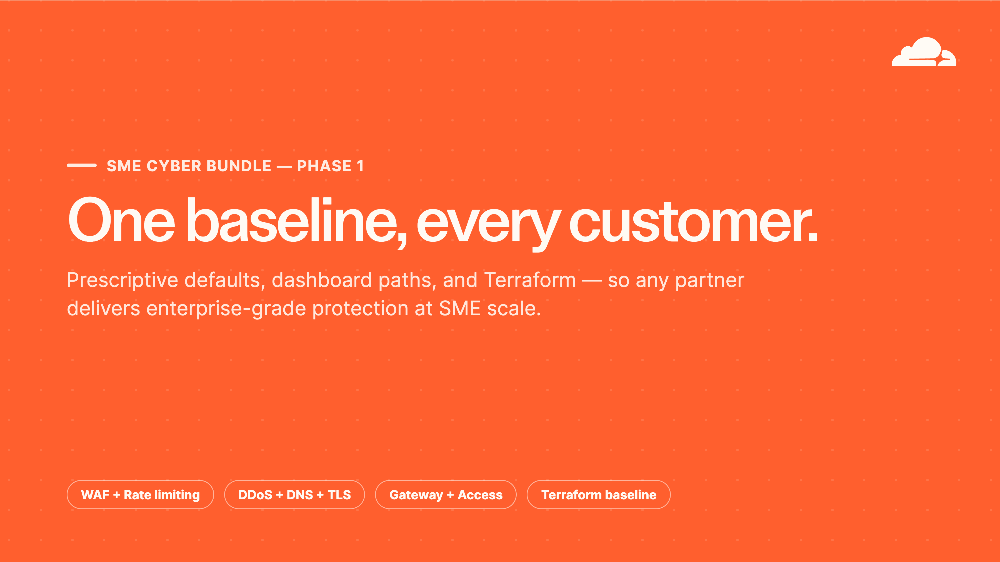 SME CYBER BUNDLE — PHASE 1
One baseline, every customer.
Prescriptive defaults, dashboard paths, and Terraform — so any partner
delivers enterprise-grade protection at SME scale.
WAF + Rate limiting
DDoS + DNS + TLS
Gateway + Access
Terraform baseline